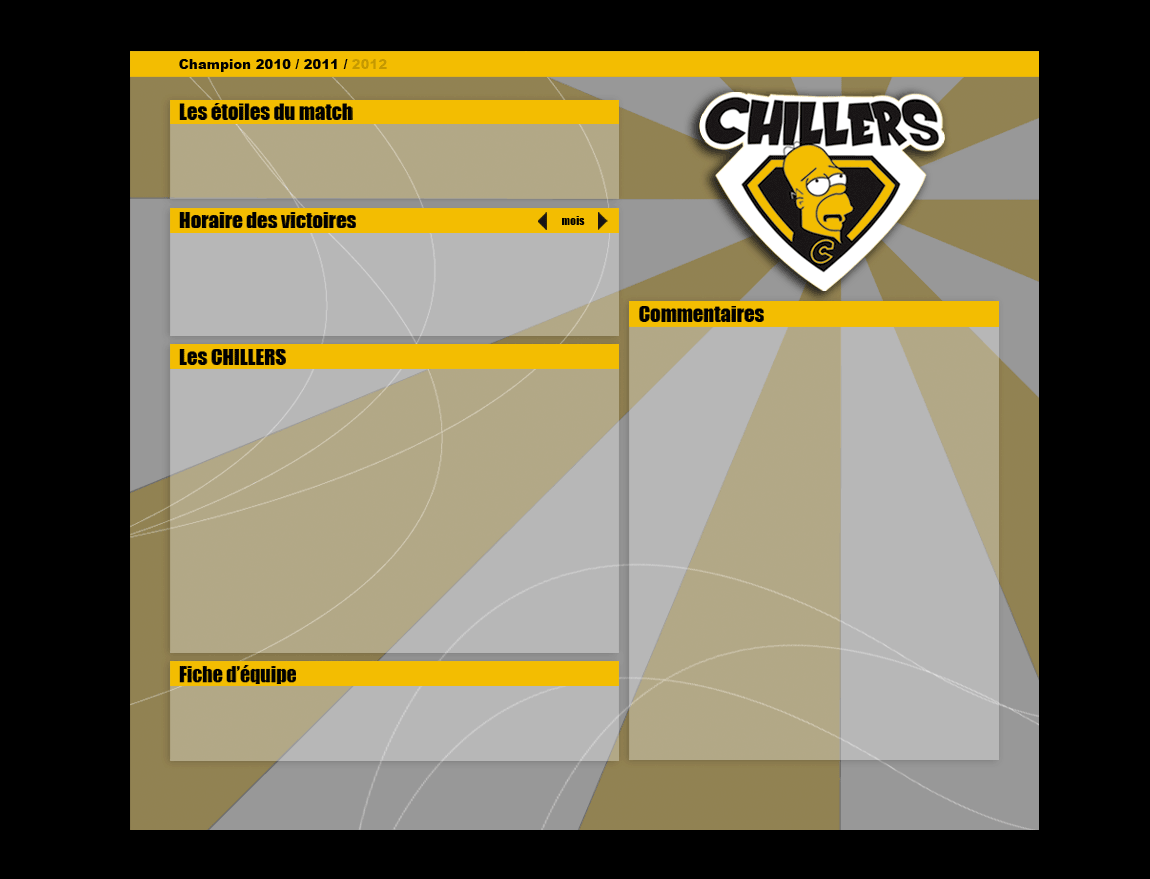 Champion 2010 / 2011 / 2012
Les étoiles du match
Horaire des victoires
mois
Les CHILLERS
Fiche d'équipe
CHILLERS
C
Commentaires